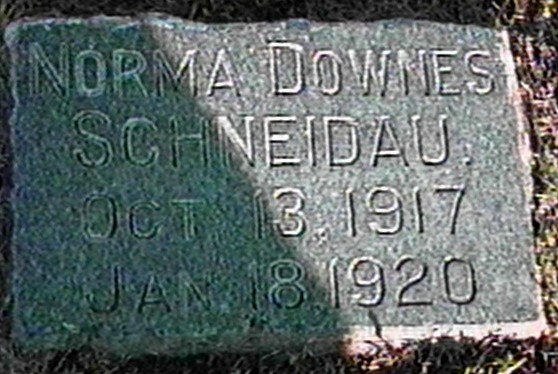 NORMA DOWNES
SCHNEIDAU.
OCT 13, 1917
JAN 18, 1920